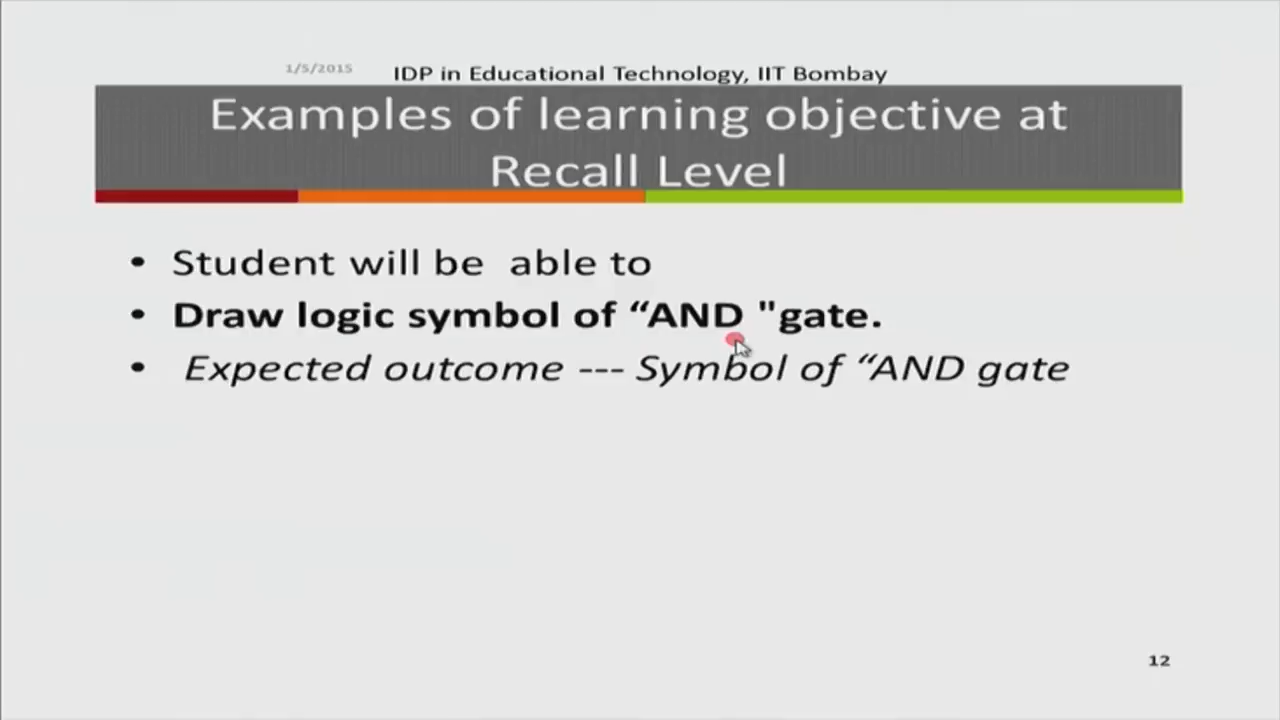 1/5/2015 IDP in Educational Technology, IIT Bombay
Examples of learning objective at
Recall Level
• Student will be  able to
• Draw logic symbol of “AND "gate.
• Expected outcome --- Symbol of “AND gate
12